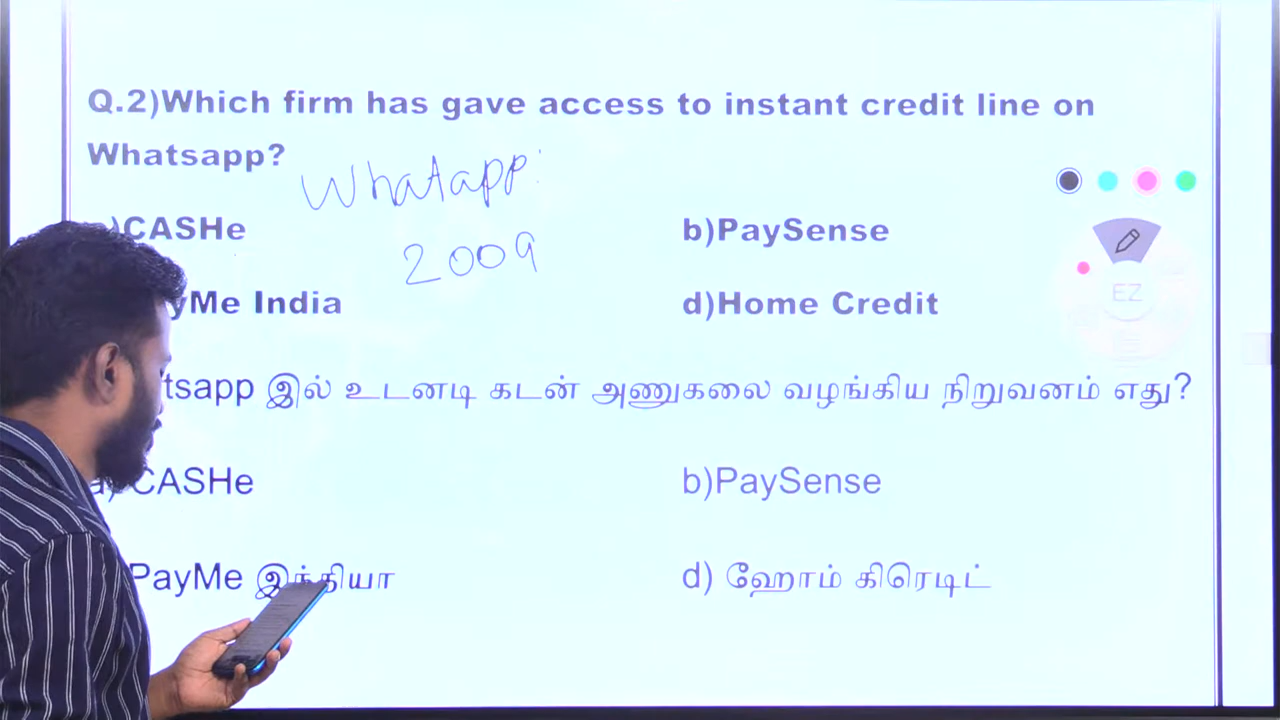 Q.2)Which firm has gave access to instant credit line on
Whatsapp?
Whatapp:
2009
)CASHe
b)PaySense
yMe India
d)Home Credit
tsapp இல் உடனடி கடன் அணுகலை வழங்கிய நிறுவனம் எது?
a) CASHe
b)PaySense
PayMe இந்தியா
d) ஹோம் கிரெடிட்
EZ